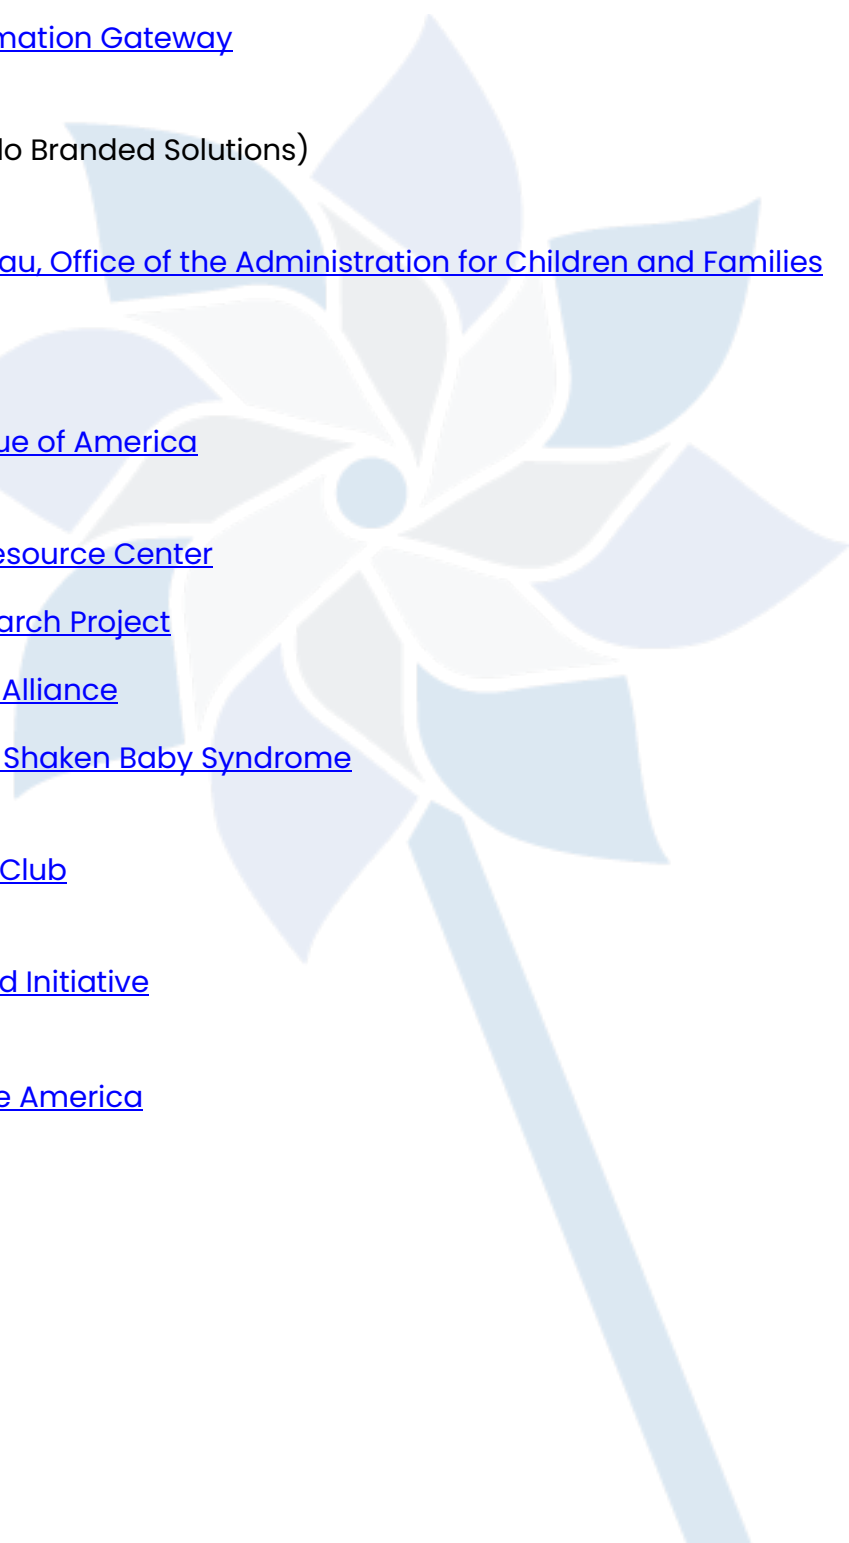 mation Gateway
lo Branded Solutions)
au, Office of the Administration for Children and Families
ue of America
esource Center
arch Project
Alliance
Shaken Baby Syndrome
Club
d Initiative
e America